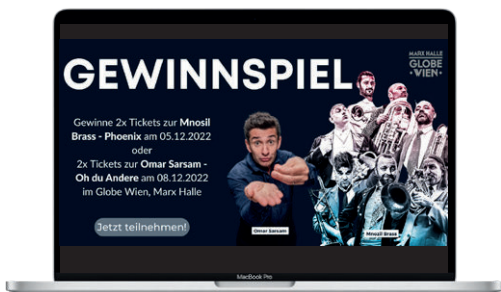 MARX HALLE
GLOBE
WIEN
GEWINNSPIEL
Gewinne 2x Tickets zur Mnosil
Brass - Phoenix am 05.12.2022
oder
2x Tickets zur Omar Sarsam -
Oh du Andere am 08.12.2022
im Globe Wien, Marx Halle
Jetzt teilnehmen!
Omar Sarsam
Mnosil Brass
MacBook Pro